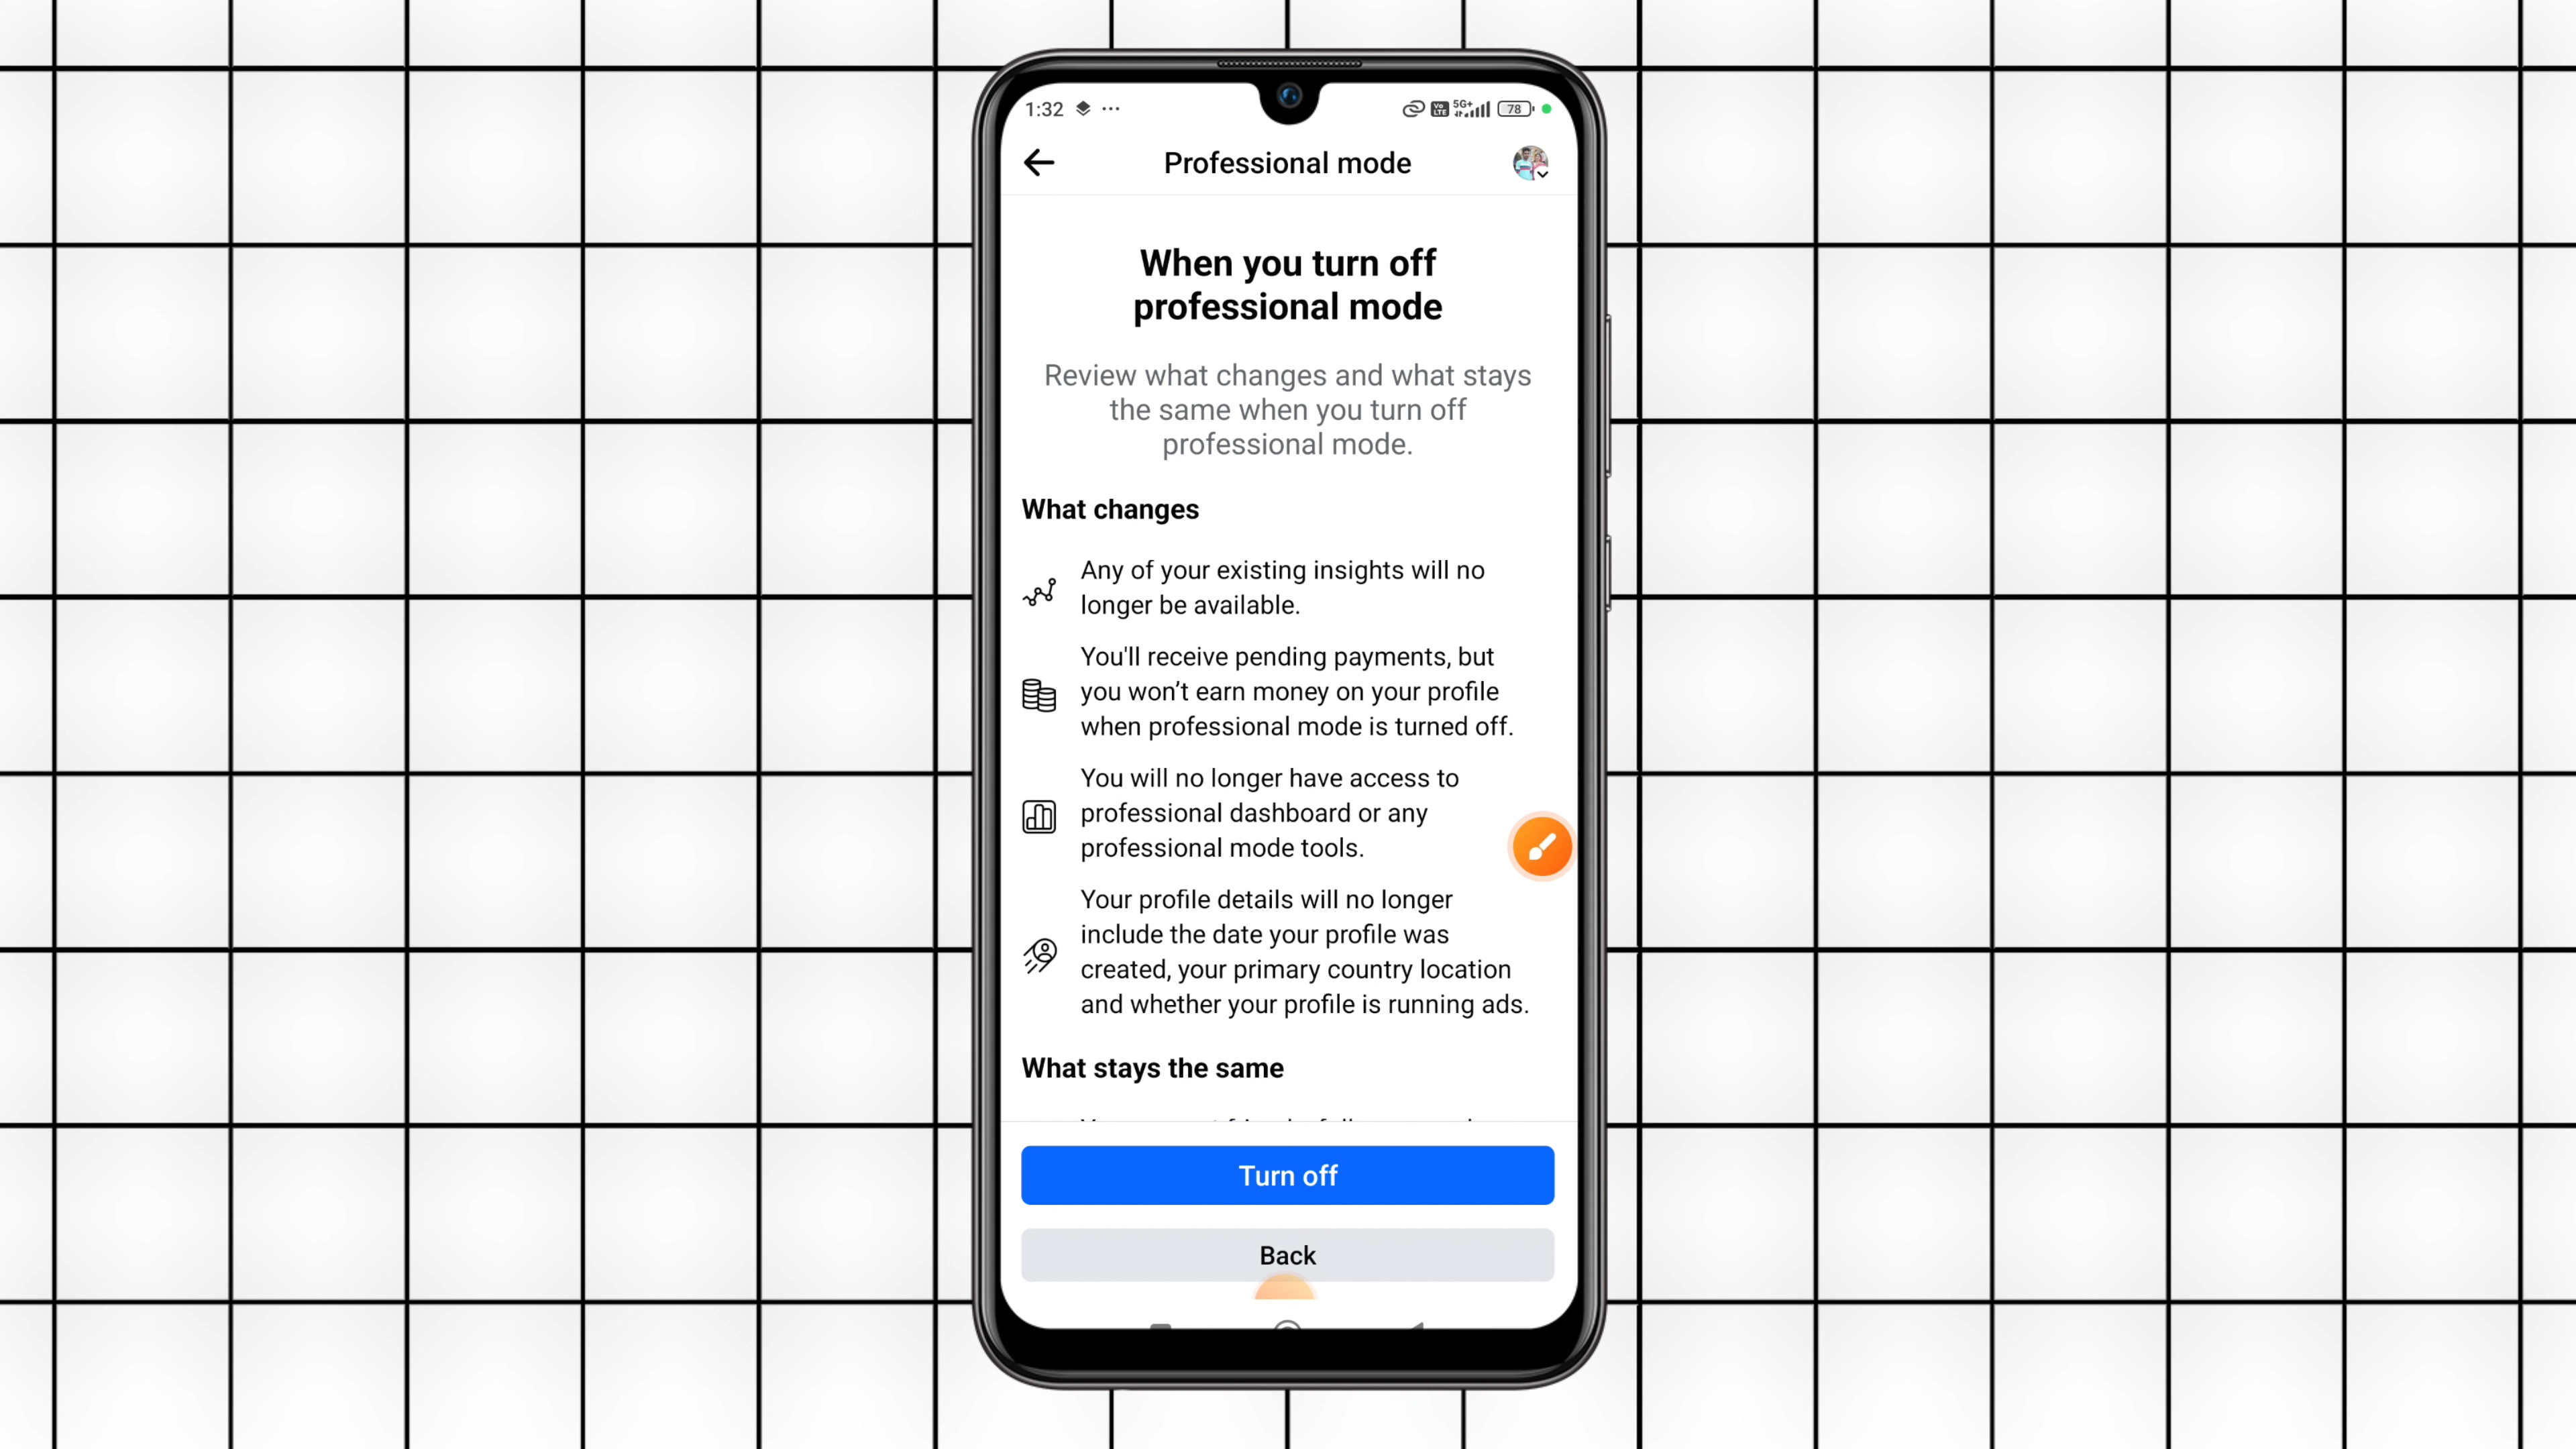 1:32
Vo LTE 5G+ 78
Professional mode
When you turn off
professional mode
Review what changes and what stays
the same when you turn off
professional mode.
What changes
Any of your existing insights will no
longer be available.
You'll receive pending payments, but
you won’t earn money on your profile
when professional mode is turned off.
You will no longer have access to
professional dashboard or any
professional mode tools.
Your profile details will no longer
include the date your profile was
created, your primary country location
and whether your profile is running ads.
What stays the same
Turn off
Back